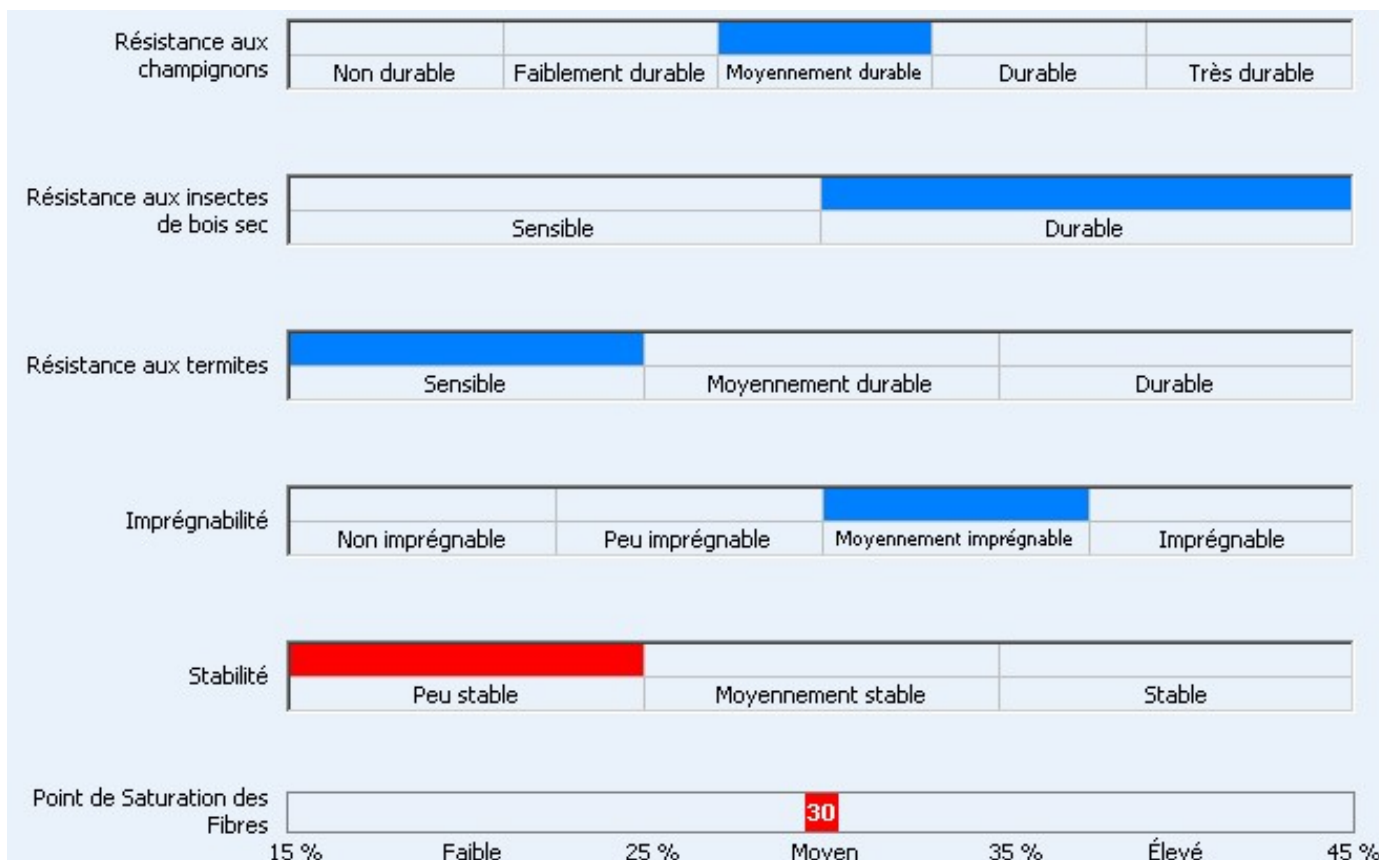 Résistance aux
champignons
Non durable Faiblement durable Moyennement durable Durable Très durable
Résistance aux insectes
de bois sec
Sensible Durable
Résistance aux termites
Sensible Moyennement durable Durable
Imprégnabilité
Non imprégnable Peu imprégnable Moyennement imprégnable Imprégnable
Stabilité
Peu stable Moyennement stable Stable
Point de Saturation des
Fibres
30
15 % Faible 25 % Moyen 35 % Élevé 45 %